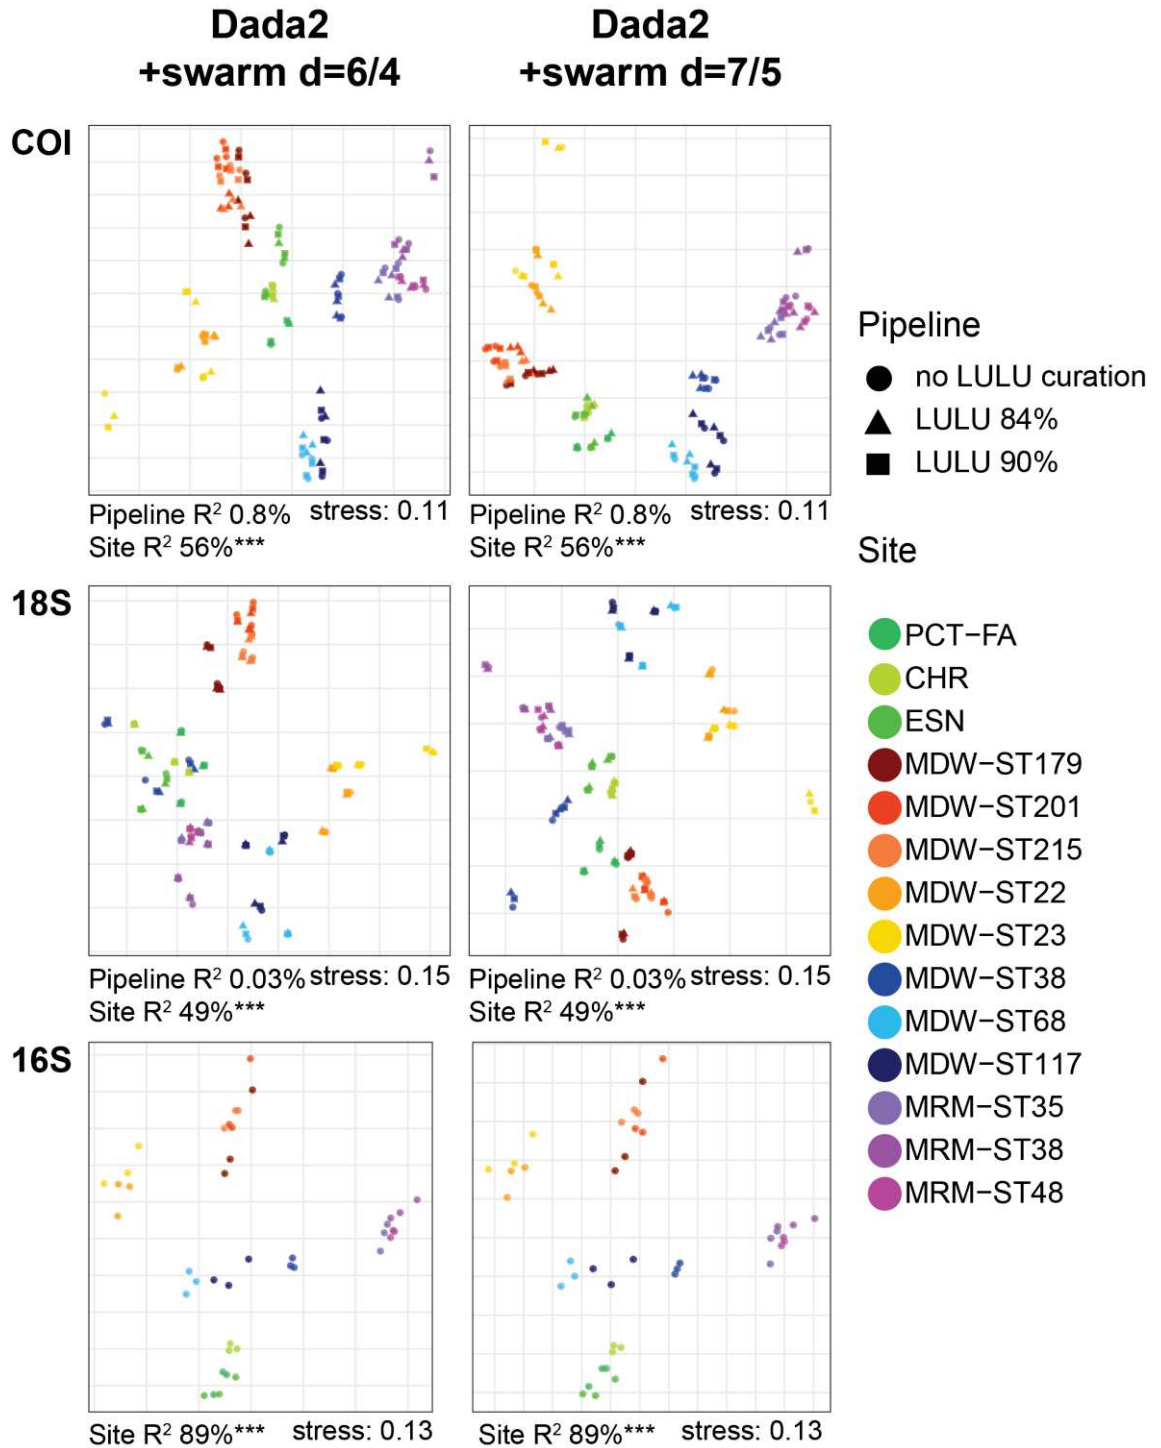 Dada2
+swarm d=6/4
Dada2
+swarm d=7/5
COI
Pipeline R² 0.8%
stress: 0.11
Site R² 56%***
Pipeline R² 0.8%
stress: 0.11
Site R² 56%***
Pipeline
no LULU curation
LULU 84%
LULU 90%
Site
PCT−FA
CHR
ESN
MDW−ST179
MDW−ST201
MDW−ST215
MDW−ST22
MDW−ST23
MDW−ST38
MDW−ST68
MDW−ST117
MRM−ST35
MRM−ST38
MRM−ST48
18S
Pipeline R² 0.03%
stress: 0.15
Site R² 49%***
Pipeline R² 0.03%
stress: 0.15
Site R² 49%***
16S
Site R² 89%***
stress: 0.13
Site R² 89%***
stress: 0.13